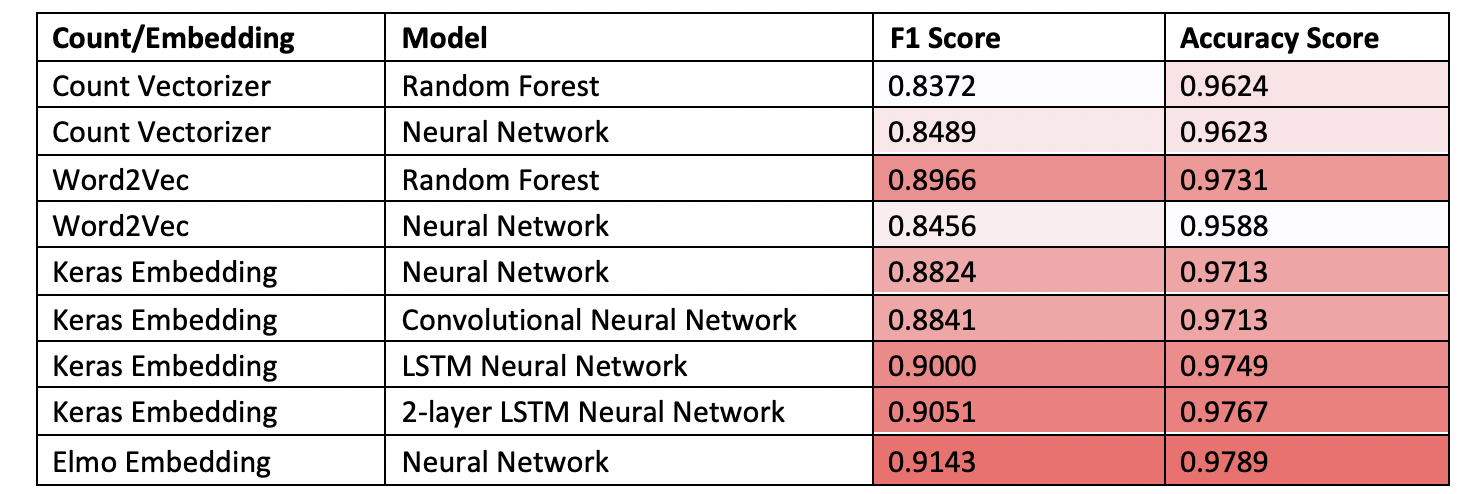 Count/Embedding Model F1 Score Accuracy Score
Count Vectorizer Random Forest 0.8372 0.9624
Count Vectorizer Neural Network 0.8489 0.9623
Word2Vec Random Forest 0.8966 0.9731
Word2Vec Neural Network 0.8456 0.9588
Keras Embedding Neural Network 0.8824 0.9713
Keras Embedding Convolutional Neural Network 0.8841 0.9713
Keras Embedding LSTM Neural Network 0.9000 0.9749
Keras Embedding 2-layer LSTM Neural Network 0.9051 0.9767
Elmo Embedding Neural Network 0.9143 0.9789